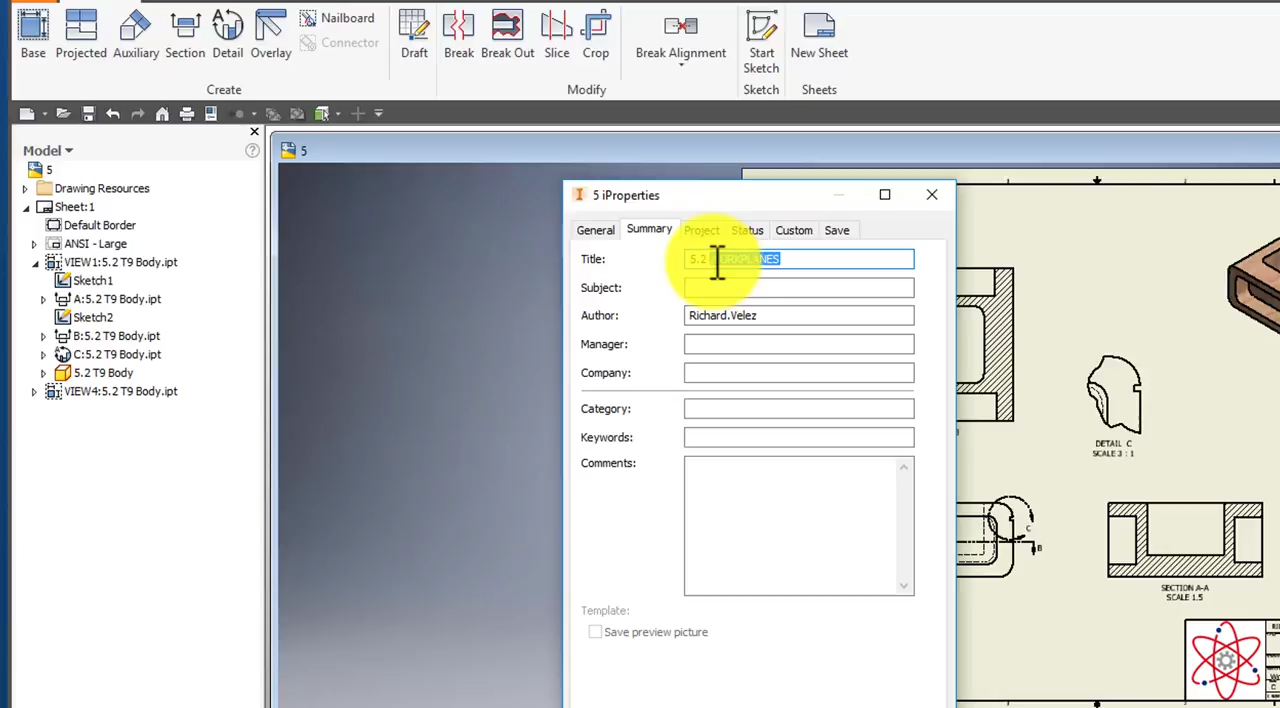 Base
Projected
Auxiliary
Section
Detail
Overlay
Nailboard
Connector
Draft
Break
Break Out
Slice
Crop
Break Alignment
Start
Sketch
New Sheet
Create
Modify
Sketch
Sheets
Model
5
Drawing Resources
Sheet:1
Default Border
ANSI - Large
VIEW1:5.2 T9 Body.ipt
Sketch1
A:5.2 T9 Body.ipt
Sketch2
B:5.2 T9 Body.ipt
C:5.2 T9 Body.ipt
5.2 T9 Body
VIEW4:5.2 T9 Body.ipt
5
5 iProperties
General
Summary
Project
Status
Custom
Save
Title:
5.2
Subject:
Author:
Richard.Velez
Manager:
Company:
Category:
Keywords:
Comments:
Template:
Save preview picture
DETAIL C
SCALE 3 : 1
C
B
SECTION A-A
SCALE 1.5